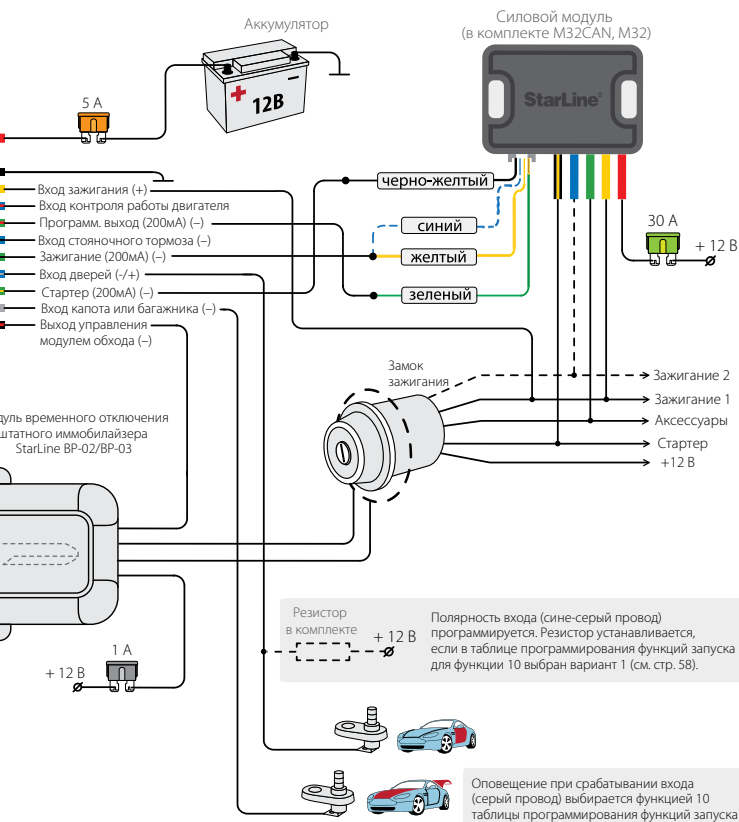 Аккумулятор
Силовой модуль
(в комплекте M32CAN, M32)
5 А
12В
StarLine®
черно-желтый
Вход зажигания (+)
Вход контроля работы двигателя
Программ. выход (200мА) (–)
Вход стояночного тормоза (–)
Зажигание (200мА) (–)
Вход дверей (-/+)
Стартер (200мА) (–)
Вход капота или багажника (–)
Выход управления
модулем обхода (–)
синий
желтый
зеленый
30 А
+ 12 В
Замок
зажигания
Зажигание 2
Зажигание 1
Аксессуары
Стартер
+12 В
дуль временного отключения
штатного иммобилайзера
StarLine BP-02/BP-03
1 А
+ 12 В
Резистор
в комплекте
+ 12 В
Полярность входа (сине-серый провод)
программируется. Резистор устанавливается,
если в таблице программирования функций запуска
для функции 10 выбран вариант 1 (см. стр. 58).
Оповещение при срабатывании входа
(серый провод) выбирается функцией 10
таблицы программирования функций запуска